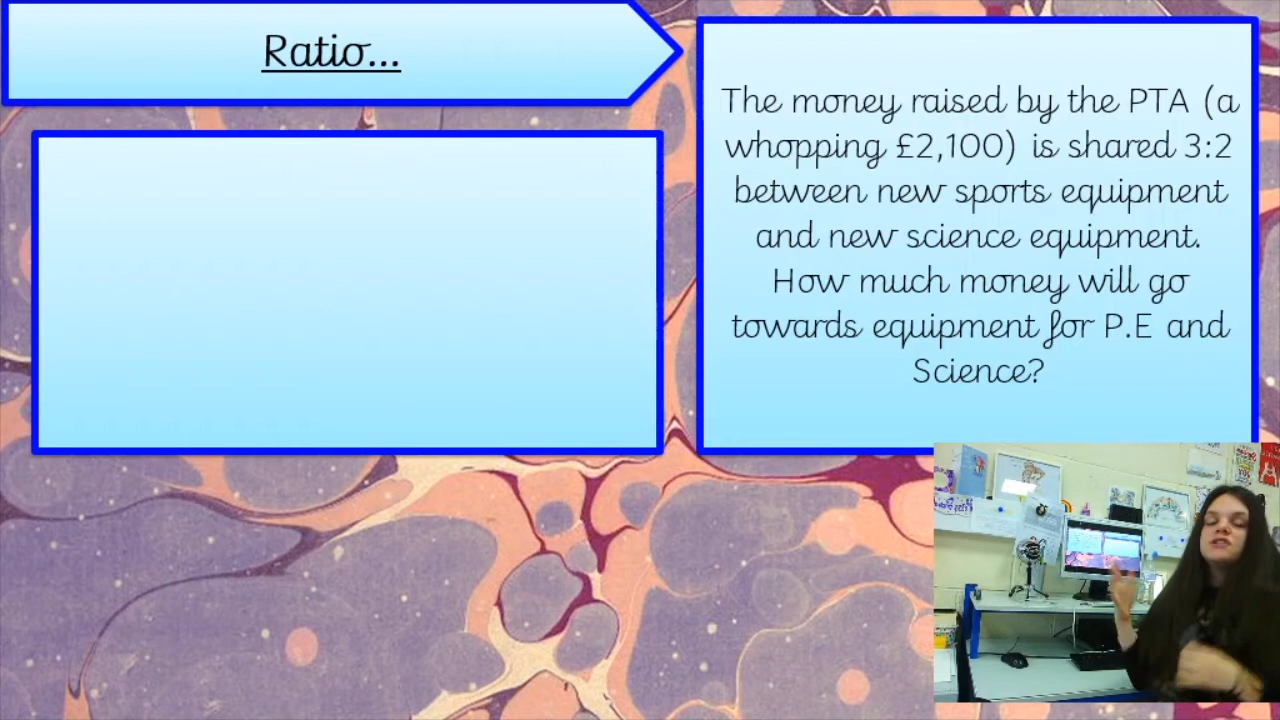 Ratio...
The money raised by the PTA (a
whopping £2,100) is shared 3:2
between new sports equipment
and new science equipment.
How much money will go
towards equipment for P.E and
Science?